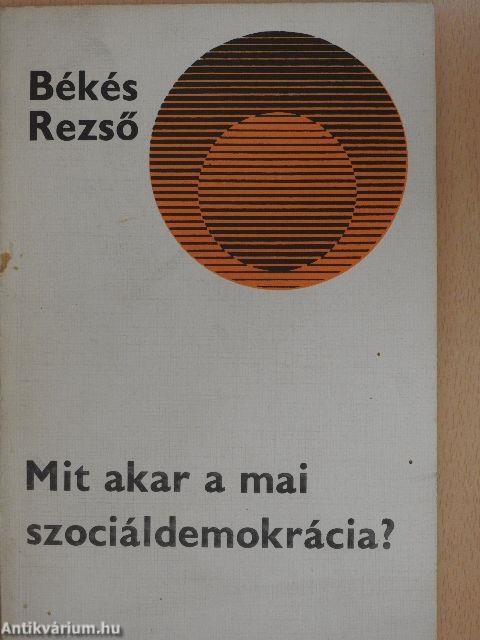 Békés
Rezső
Mit akar a mai
szociáldemokrácia?
Antikvárium.hu